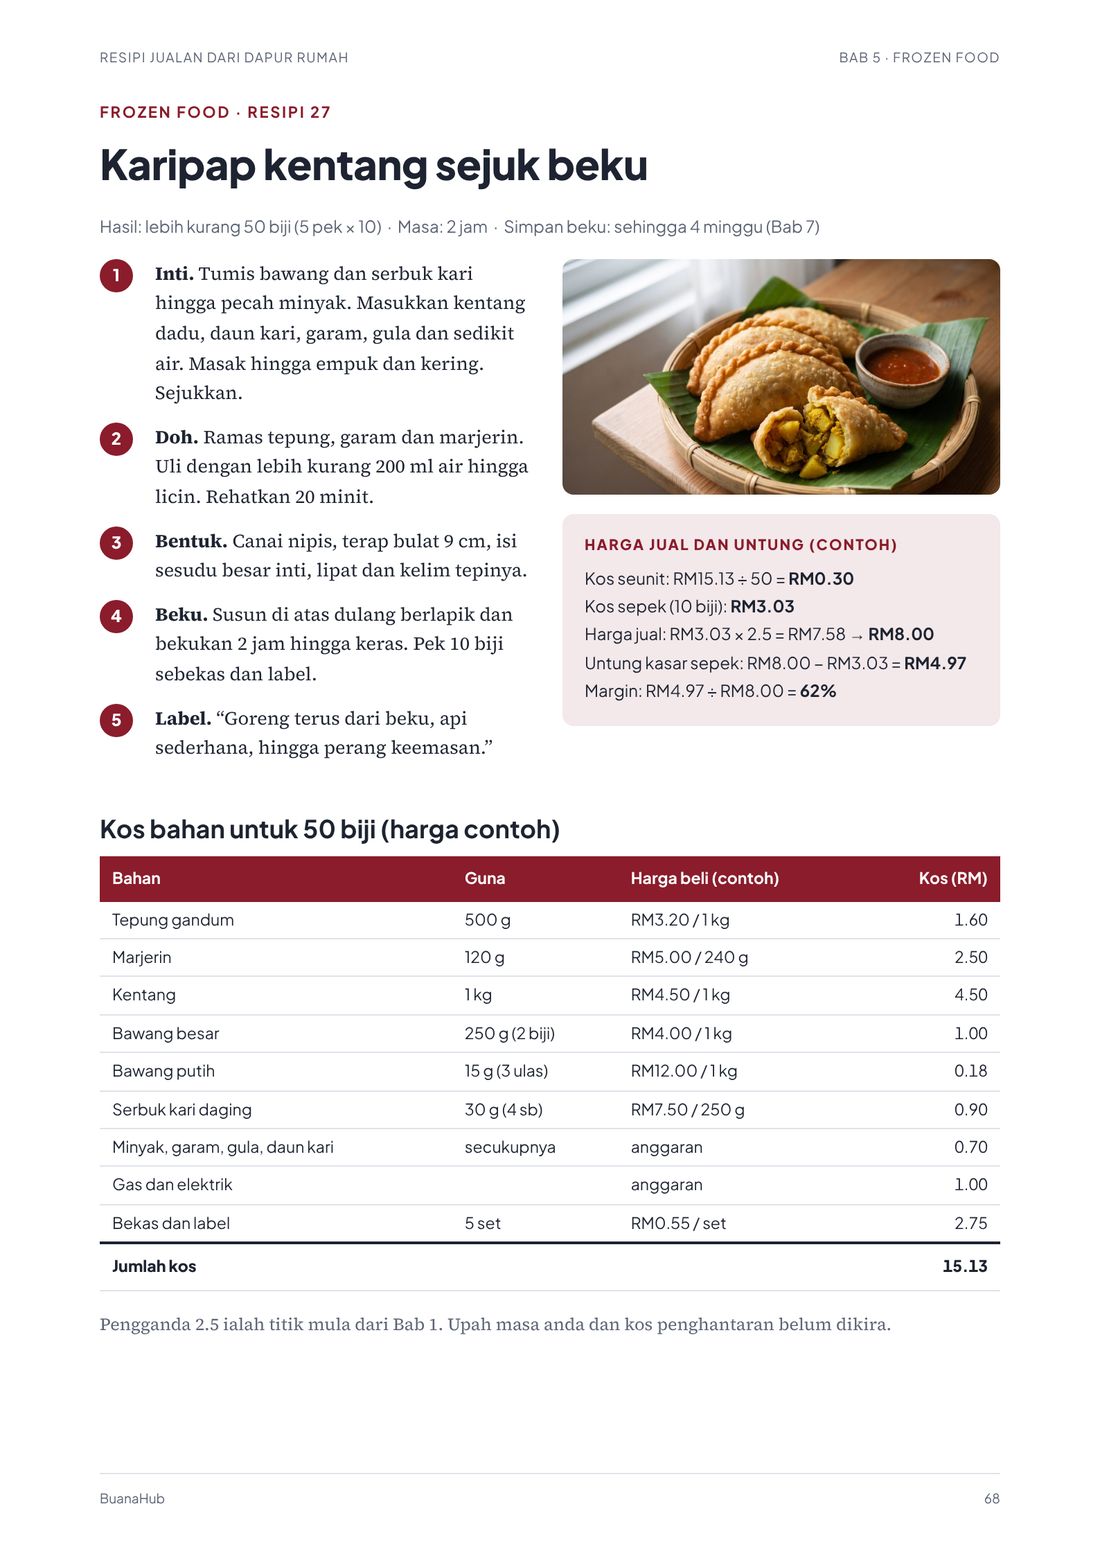 RESIPI JUALAN DARI DAPUR RUMAH
BAB 5 · FROZEN FOOD
FROZEN FOOD · RESIPI 27
Karipap kentang sejuk beku
Hasil: lebih kurang 50 biji (5 pek × 10) · Masa: 2 jam · Simpan beku: sehingga 4 minggu (Bab 7)
1 Inti. Tumis bawang dan serbuk kari
hingga pecah minyak. Masukkan kentang
dadu, daun kari, garam, gula dan sedikit
air. Masak hingga empuk dan kering.
Sejukkan.
2 Doh. Ramas tepung, garam dan marjerin.
Uli dengan lebih kurang 200 ml air hingga
licin. Rehatkan 20 minit.
3 Bentuk. Canai nipis, terap bulat 9 cm, isi
sesudu besar inti, lipat dan kelim tepinya.
4 Beku. Susun di atas dulang berlapik dan
bekukan 2 jam hingga keras. Pek 10 biji
sebekas dan label.
5 Label. “Goreng terus dari beku, api
sederhana, hingga perang keemasan.”
HARGA JUAL DAN UNTUNG (CONTOH)
Kos seunit: RM15.13 ÷ 50 = RM0.30
Kos sepek (10 biji): RM3.03
Harga jual: RM3.03 × 2.5 = RM7.58 → RM8.00
Untung kasar sepek: RM8.00 – RM3.03 = RM4.97
Margin: RM4.97 ÷ RM8.00 = 62%
Kos bahan untuk 50 biji (harga contoh)
Bahan Guna Harga beli (contoh) Kos (RM)
Tepung gandum 500 g RM3.20 / 1 kg 1.60
Marjerin 120 g RM5.00 / 240 g 2.50
Kentang 1 kg RM4.50 / 1 kg 4.50
Bawang besar 250 g (2 biji) RM4.00 / 1 kg 1.00
Bawang putih 15 g (3 ulas) RM12.00 / 1 kg 0.18
Serbuk kari daging 30 g (4 sb) RM7.50 / 250 g 0.90
Minyak, garam, gula, daun kari secukupnya anggaran 0.70
Gas dan elektrik anggaran 1.00
Bekas dan label 5 set RM0.55 / set 2.75
Jumlah kos 15.13
Pengganda 2.5 ialah titik mula dari Bab 1. Upah masa anda dan kos penghantaran belum dikira.
BuanaHub
68